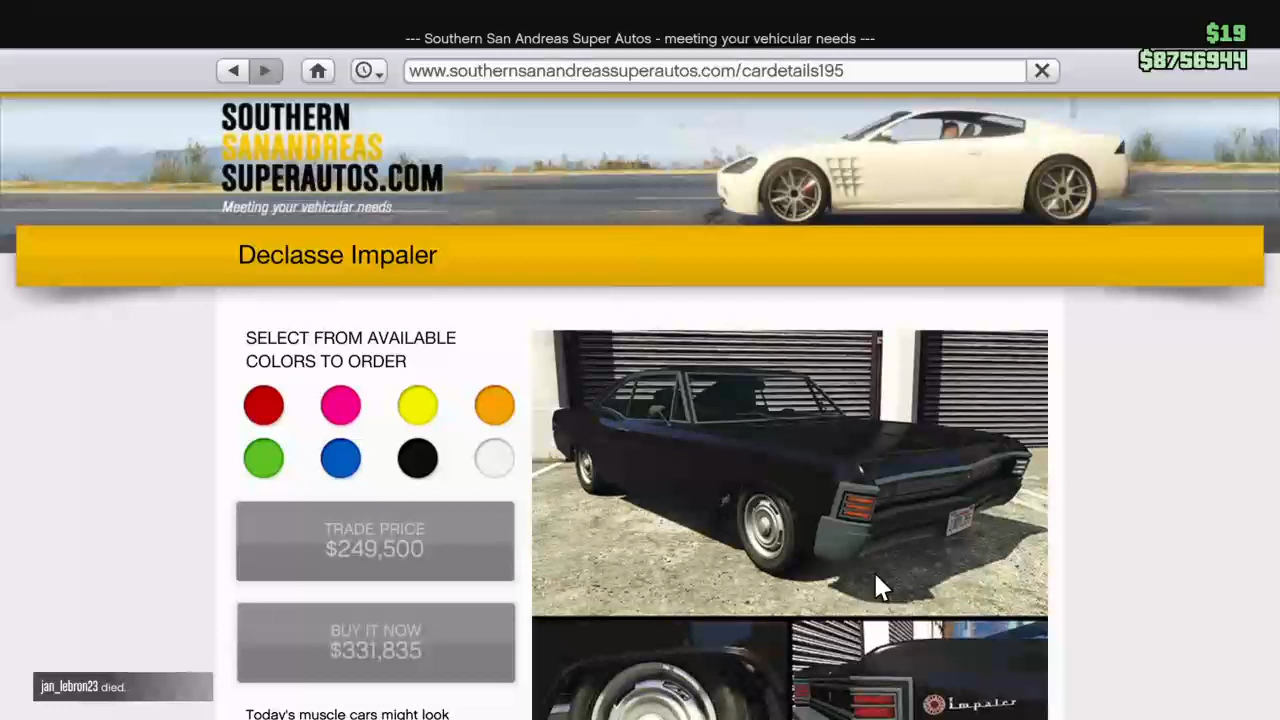 --- Southern San Andreas Super Autos - meeting your vehicular needs ---
$19
$8756944
www.southernsanandreassuperautos.com/cardetails195
SOUTHERN
SANANDREAS
SUPERAUTOS.COM
Meeting your vehicular needs
Declasse Impaler
SELECT FROM AVAILABLE
COLORS TO ORDER
TRADE PRICE
$249,500
BUY IT NOW
$331,835
Impaler
jan_lebron23 died.
Today's muscle cars might look